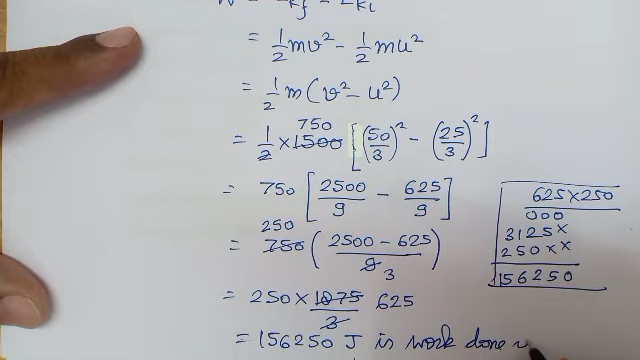 W = Ekf - Eki
= 1/2 mv² - 1/2 mu²
= 1/2 m(v² - u²)
= 1/2 × 1500 750 [(50/3)² - (25/3)²]
= 750 [2500/9 - 625/9]
= 750 250 (2500 - 625 / 9 3)
= 250 × 1875 / 3 625
= 156250 J is work done
625×250
000
3125×
250××
156250